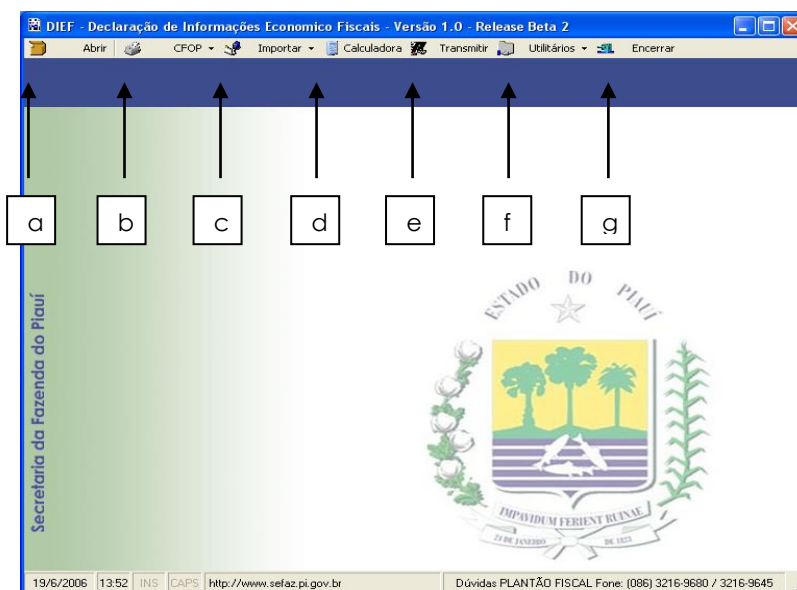 DIEF - Declaração de Informações Economico Fiscais - Versão 1.0 - Release Beta 2
Abrir CFOP Importar Calculadora Transmitir Utilitários Encerrar
a b c d e f g
ESTADO DO PIAUÍ
Secretaria da Fazenda do Piauí
IMPAVIDUM FERIENT RUINAE
24 DE JANEIRO DE 1823
19/6/2006 13:52 INS CAPS http://www.sefaz.pi.gov.br Dúvidas PLANTÃO FISCAL Fone: (086) 3216-9680 / 3216-9645